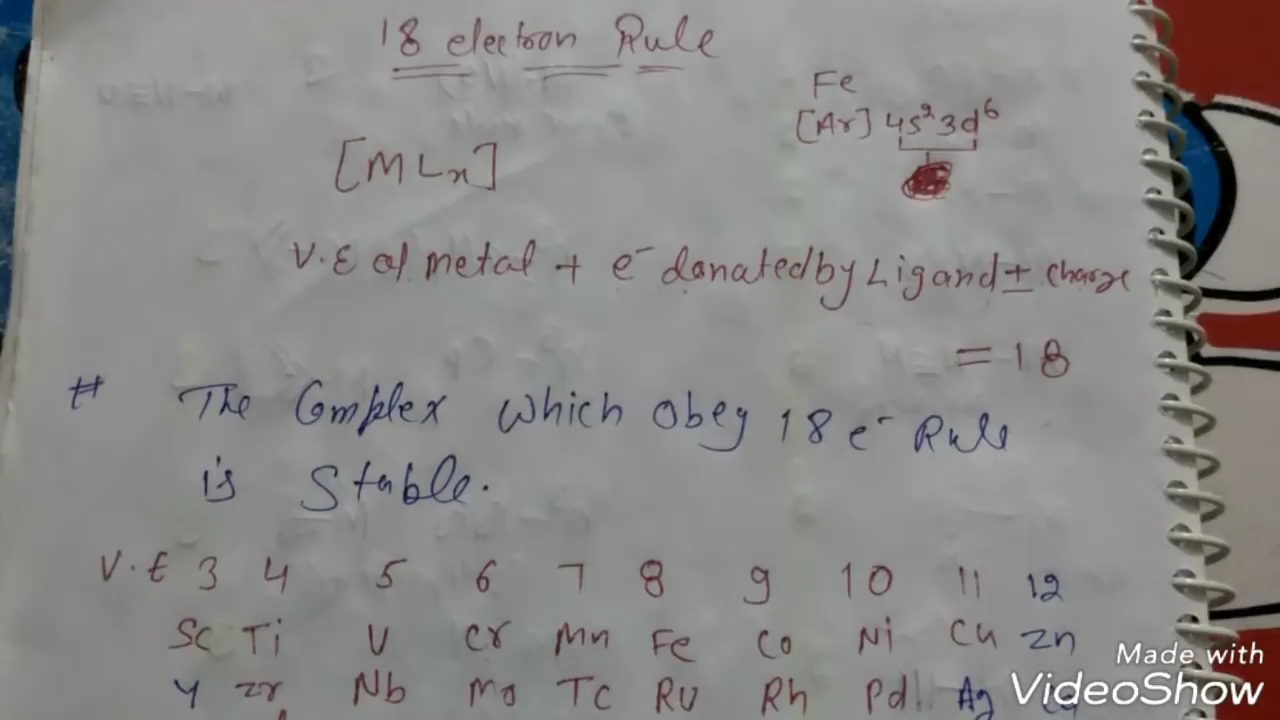 18 electron Rule
Fe
[Ar] 4s² 3d⁶
[MLx]
V.E of metal + e⁻ donated by Ligand ± charge
= 18
# The Complex which obey 18 e⁻ Rule
is Stable.
V.E 3 4 5 6 7 8 9 10 11 12
Sc Ti V Cr Mn Fe Co Ni Cu Zn
Y Zr Nb Mo Tc Ru Rh Pd Ag Cd
Made with
VideoShow